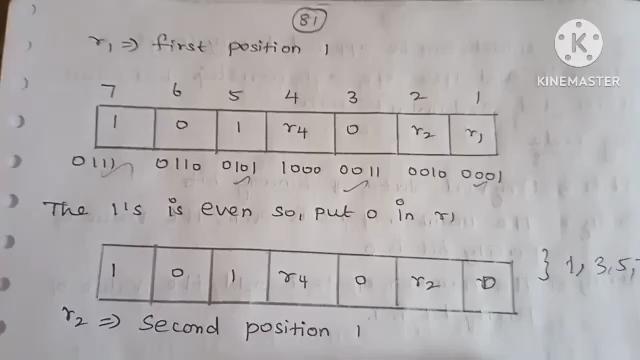 81
r₁ => first position 1
K
KINEMASTER
7 6 5 4 3 2 1
1 0 1 r4 0 r₂ r₁
0111 0110 0101 1000 0011 0010 0001
The 1's is even so, put 0 in r₁
1 0 1 r4 0 r₂ 0 } 1, 3, 5,
r₂ => second position 1